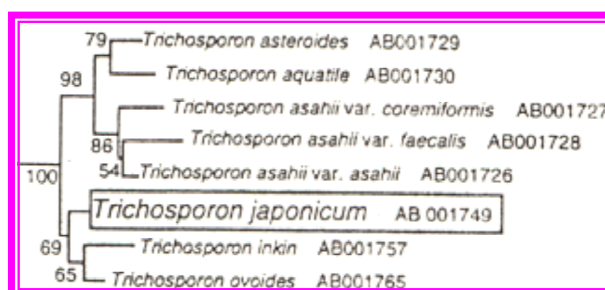 79 Trichosporon asteroides AB001729
98 Trichosporon aquatile AB001730
Trichosporon asahii var. coremiformis AB001727
86 Trichosporon asahii var. faecalis AB001728
54 Trichosporon asahii var. asahii AB001726
100
Trichosporon japonicum AB 001749
69 Trichosporon inkin AB001757
65 Trichosporon ovoides AB001765